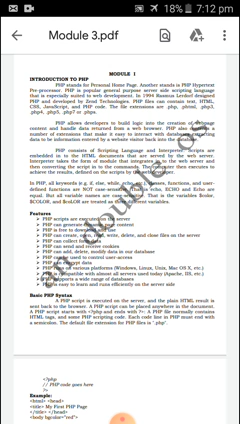 18%
7:12 pm
Module 3.pdf
MODULE I
INTRODUCTION TO PHP
PHP stands for Personal Home Page. Another stands is PHP Hypertext
Pre-processor. PHP is popular general purpose server side scripting language
that is especially suited to web development. In 1994 Rasmus Lerdorf designed
PHP and developed by Zend Technologies. PHP files can contain text, HTML,
CSS, JavaScript, and PHP code. The file extensions are .php, .phtml, .php3,
.php4, .php5, .php7 or .phps.
PHP allows developers to build logic into the creation of
content and handle data returned from a web browser. PHP also
number of extensions that make it easy to interact with databases,
data to be information entered by a website visitor back into the
PHP consists of Scripting Language and Interpreter. Scripts are
embedded in to the HTML documents that are served by the web server.
Interpreter takes the form of module that integrates in to the web server and
then converting the script in to the commands. The computer then executes to
achieve the results, defined on the scripts by
In PHP, all keywords (e.g. if, else, while, echo, etc.), classes, functions, and user-
defined functions are NOT case-sensitive. That is, ECHO and Echo are
equal. But all variable names are case-sensitive. That is the variables $color,
$COLOR, and $coLOR are treated as different variables.
Features
PHP scripts are executed on the server
PHP can generate dynamic page content
PHP is free to download and use
PHP can create, open, read, write, delete, and close files on the server
PHP can collect form data
PHP can send and receive cookies
PHP can add, delete, modify data in our database
PHP can be used to control user-access
PHP can encrypt data
PHP runs on various platforms (Windows, Linux, Unix, Mac OS X, etc.)
PHP is compatible with almost all servers used today (Apache, IIS, etc.)
PHP supports a wide range of databases
PHP is easy to learn and runs efficiently on the server side
Basic PHP Syntax
A PHP script is executed on the server, and the plain HTML result is
sent back to the browser. A PHP script can be placed anywhere in the document.
A PHP script starts with <?php and ends with ?>: A PHP file normally contains
HTML tags, and some PHP scripting code. Each code line in PHP must end with
a semicolon. The default file extension for PHP files is ".php".
<?php
// PHP code goes here
?>
Example:
<html> <head>
<title> My First PHP Page
</title> </head>
<body bgcolor="red">